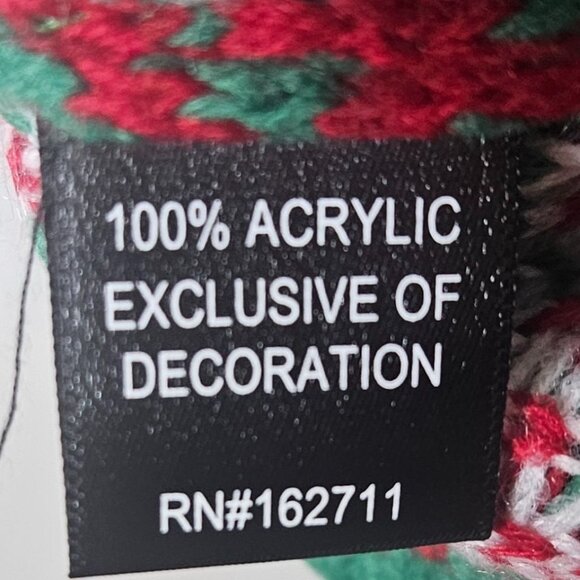 100% ACRYLIC
EXCLUSIVE OF
DECORATION
RN#162711